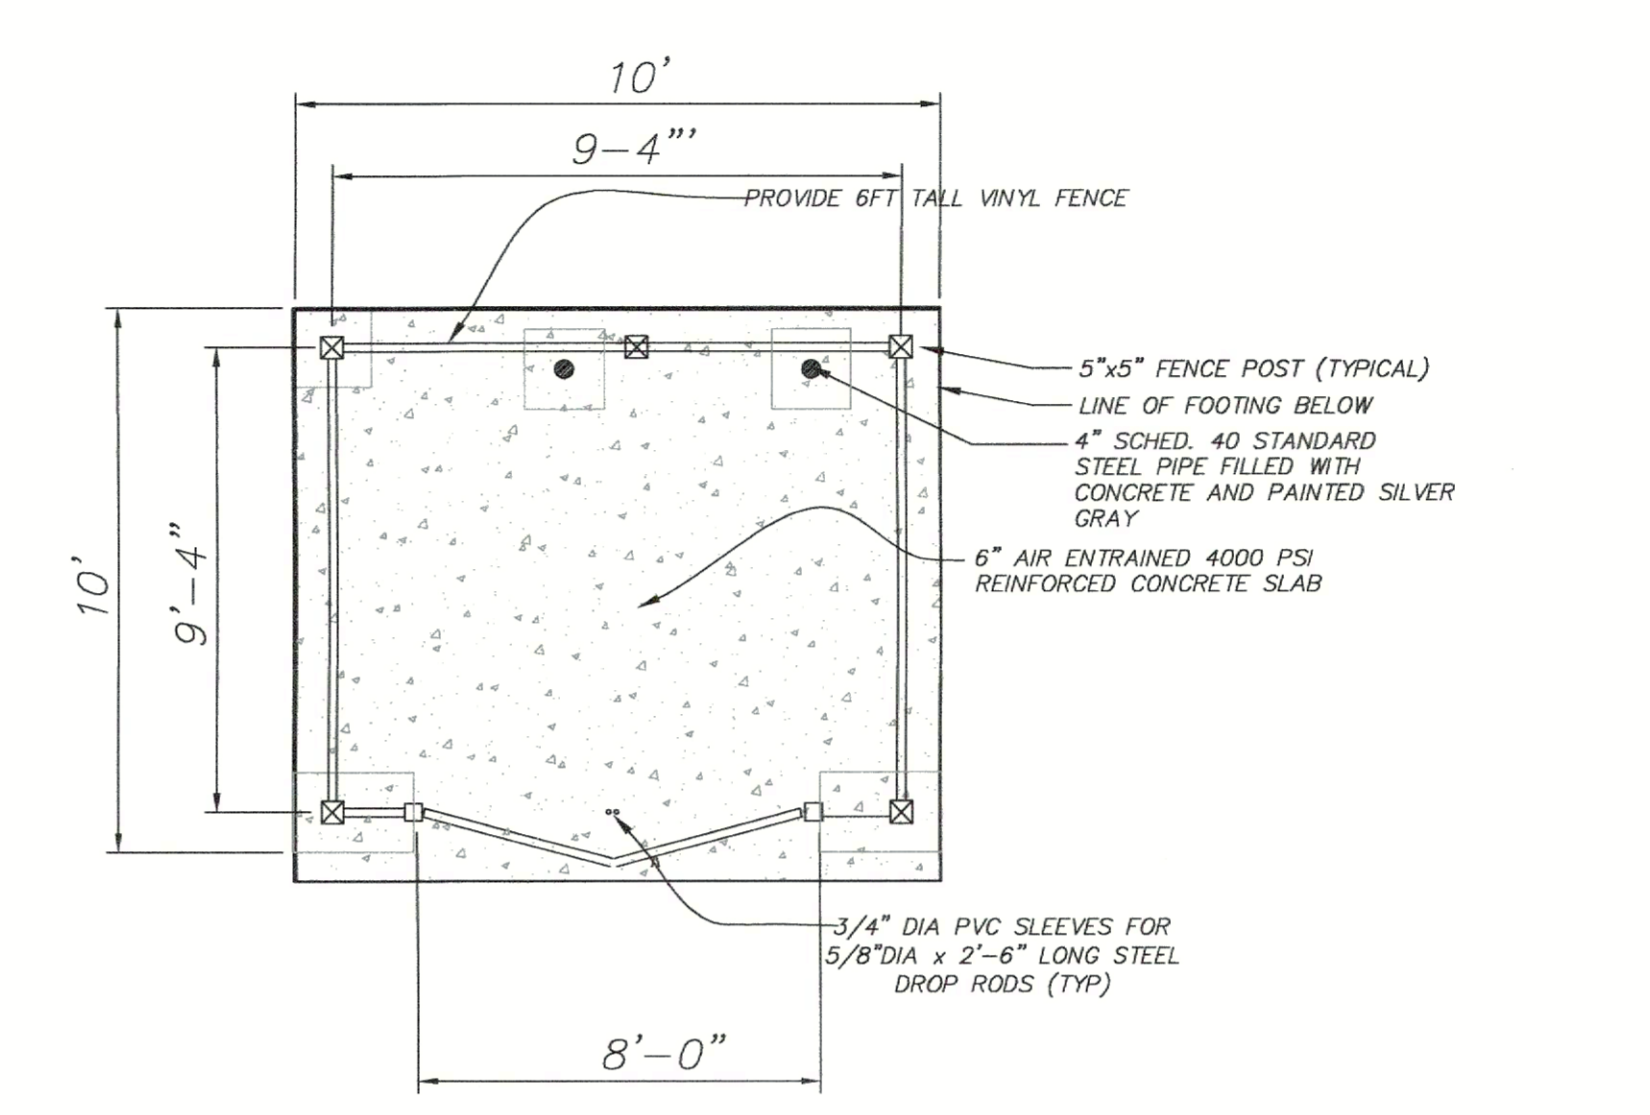 10'
9-4"'
PROVIDE 6FT TALL VINYL FENCE
5"x5" FENCE POST (TYPICAL)
LINE OF FOOTING BELOW
4" SCHED. 40 STANDARD
STEEL PIPE FILLED WITH
CONCRETE AND PAINTED SILVER
GRAY
6" AIR ENTRAINED 4000 PSI
REINFORCED CONCRETE SLAB
10'
9'-4"
3/4" DIA PVC SLEEVES FOR
5/8"DIA x 2'-6" LONG STEEL
DROP RODS (TYP)
8'-0"